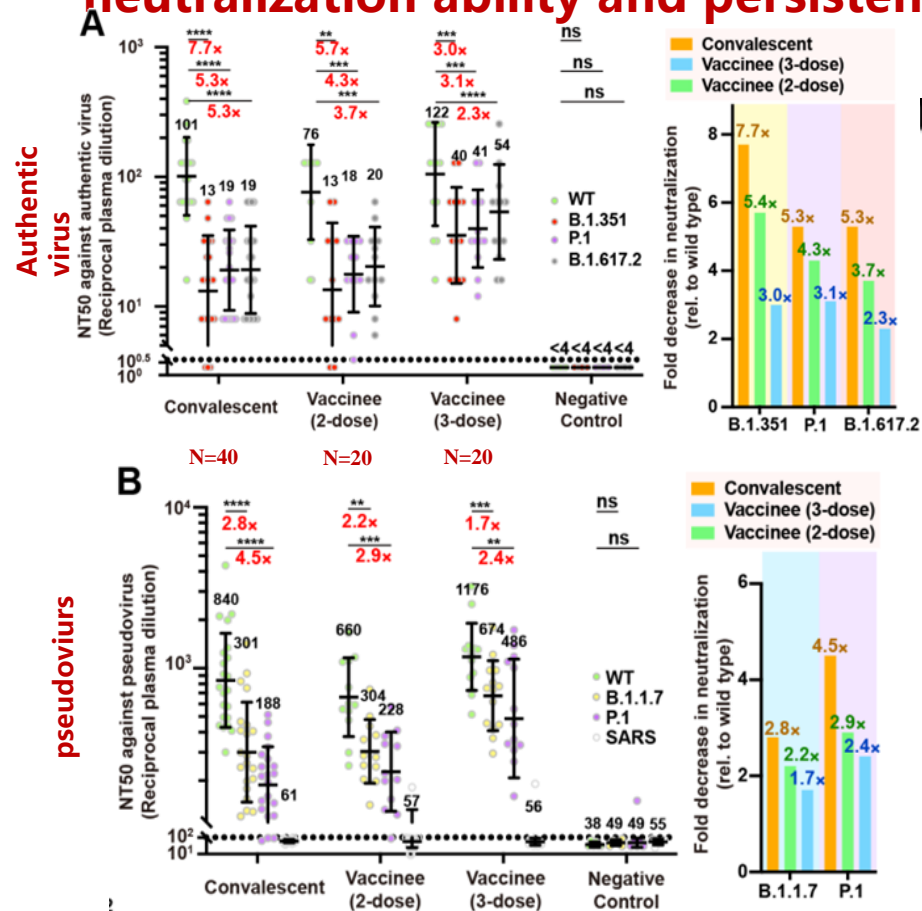 neutralization ability and persisten
A
Authentic
virus
NT50 against authentic virus
(Reciprocal plasma dilution)
10³
10²
10¹
10⁰·⁵
10⁰
****
7.7×
****
5.3×
****
5.3×
**
5.7×
***
4.3×
***
3.7×
***
3.0×
***
3.1×
****
2.3×
ns
ns
ns
101
13 19 19
76
13 18 20
122
40 41 54
<4 <4 <4 <4
WT
B.1.351
P.1
B.1.617.2
Convalescent
Vaccinee
(2-dose)
Vaccinee
(3-dose)
Negative
Control
N=40
N=20
N=20
Convalescent
Vaccinee (3-dose)
Vaccinee (2-dose)
Fold decrease in neutralization
(rel. to wild type)
8
6
4
2
0
7.7×
5.4×
3.0×
5.3×
4.3×
3.1×
5.3×
3.7×
2.3×
B.1.351 P.1 B.1.617.2
B
pseudoviurs
NT50 against pseudovirus
(Reciprocal plasma dilution)
10⁴
10³
10²
10¹
****
2.8×
****
4.5×
**
2.2×
***
2.9×
***
1.7×
**
2.4×
ns
ns
840
301
188
61
660
304
228
57
1176
674
486
56
38 49 49 55
WT
B.1.1.7
P.1
SARS
Convalescent
Vaccinee
(2-dose)
Vaccinee
(3-dose)
Negative
Control
Convalescent
Vaccinee (3-dose)
Vaccinee (2-dose)
Fold decrease in neutralization
(rel. to wild type)
6
4
2
0
2.8×
2.2×
1.7×
4.5×
2.9×
2.4×
B.1.1.7 P.1